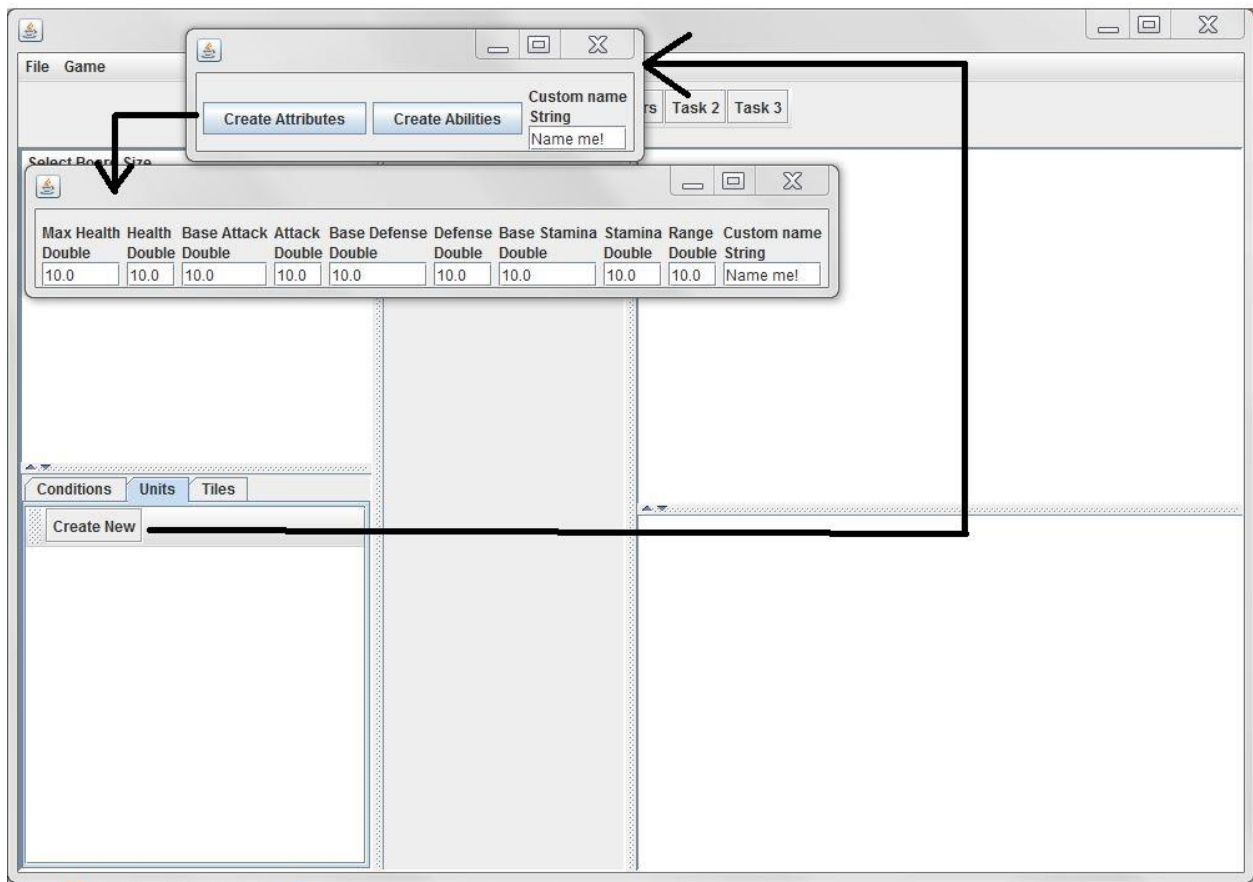 File Game
Create Attributes
Create Abilities
Custom name
String
Name me!
Task 2
Task 3
Select Board Size
Max Health Health Base Attack Attack Base Defense Defense Base Stamina Stamina Range Custom name
Double Double Double Double Double Double Double Double Double String
10.0 10.0 10.0 10.0 10.0 10.0 10.0 10.0 10.0 Name me!
Conditions Units Tiles
Create New